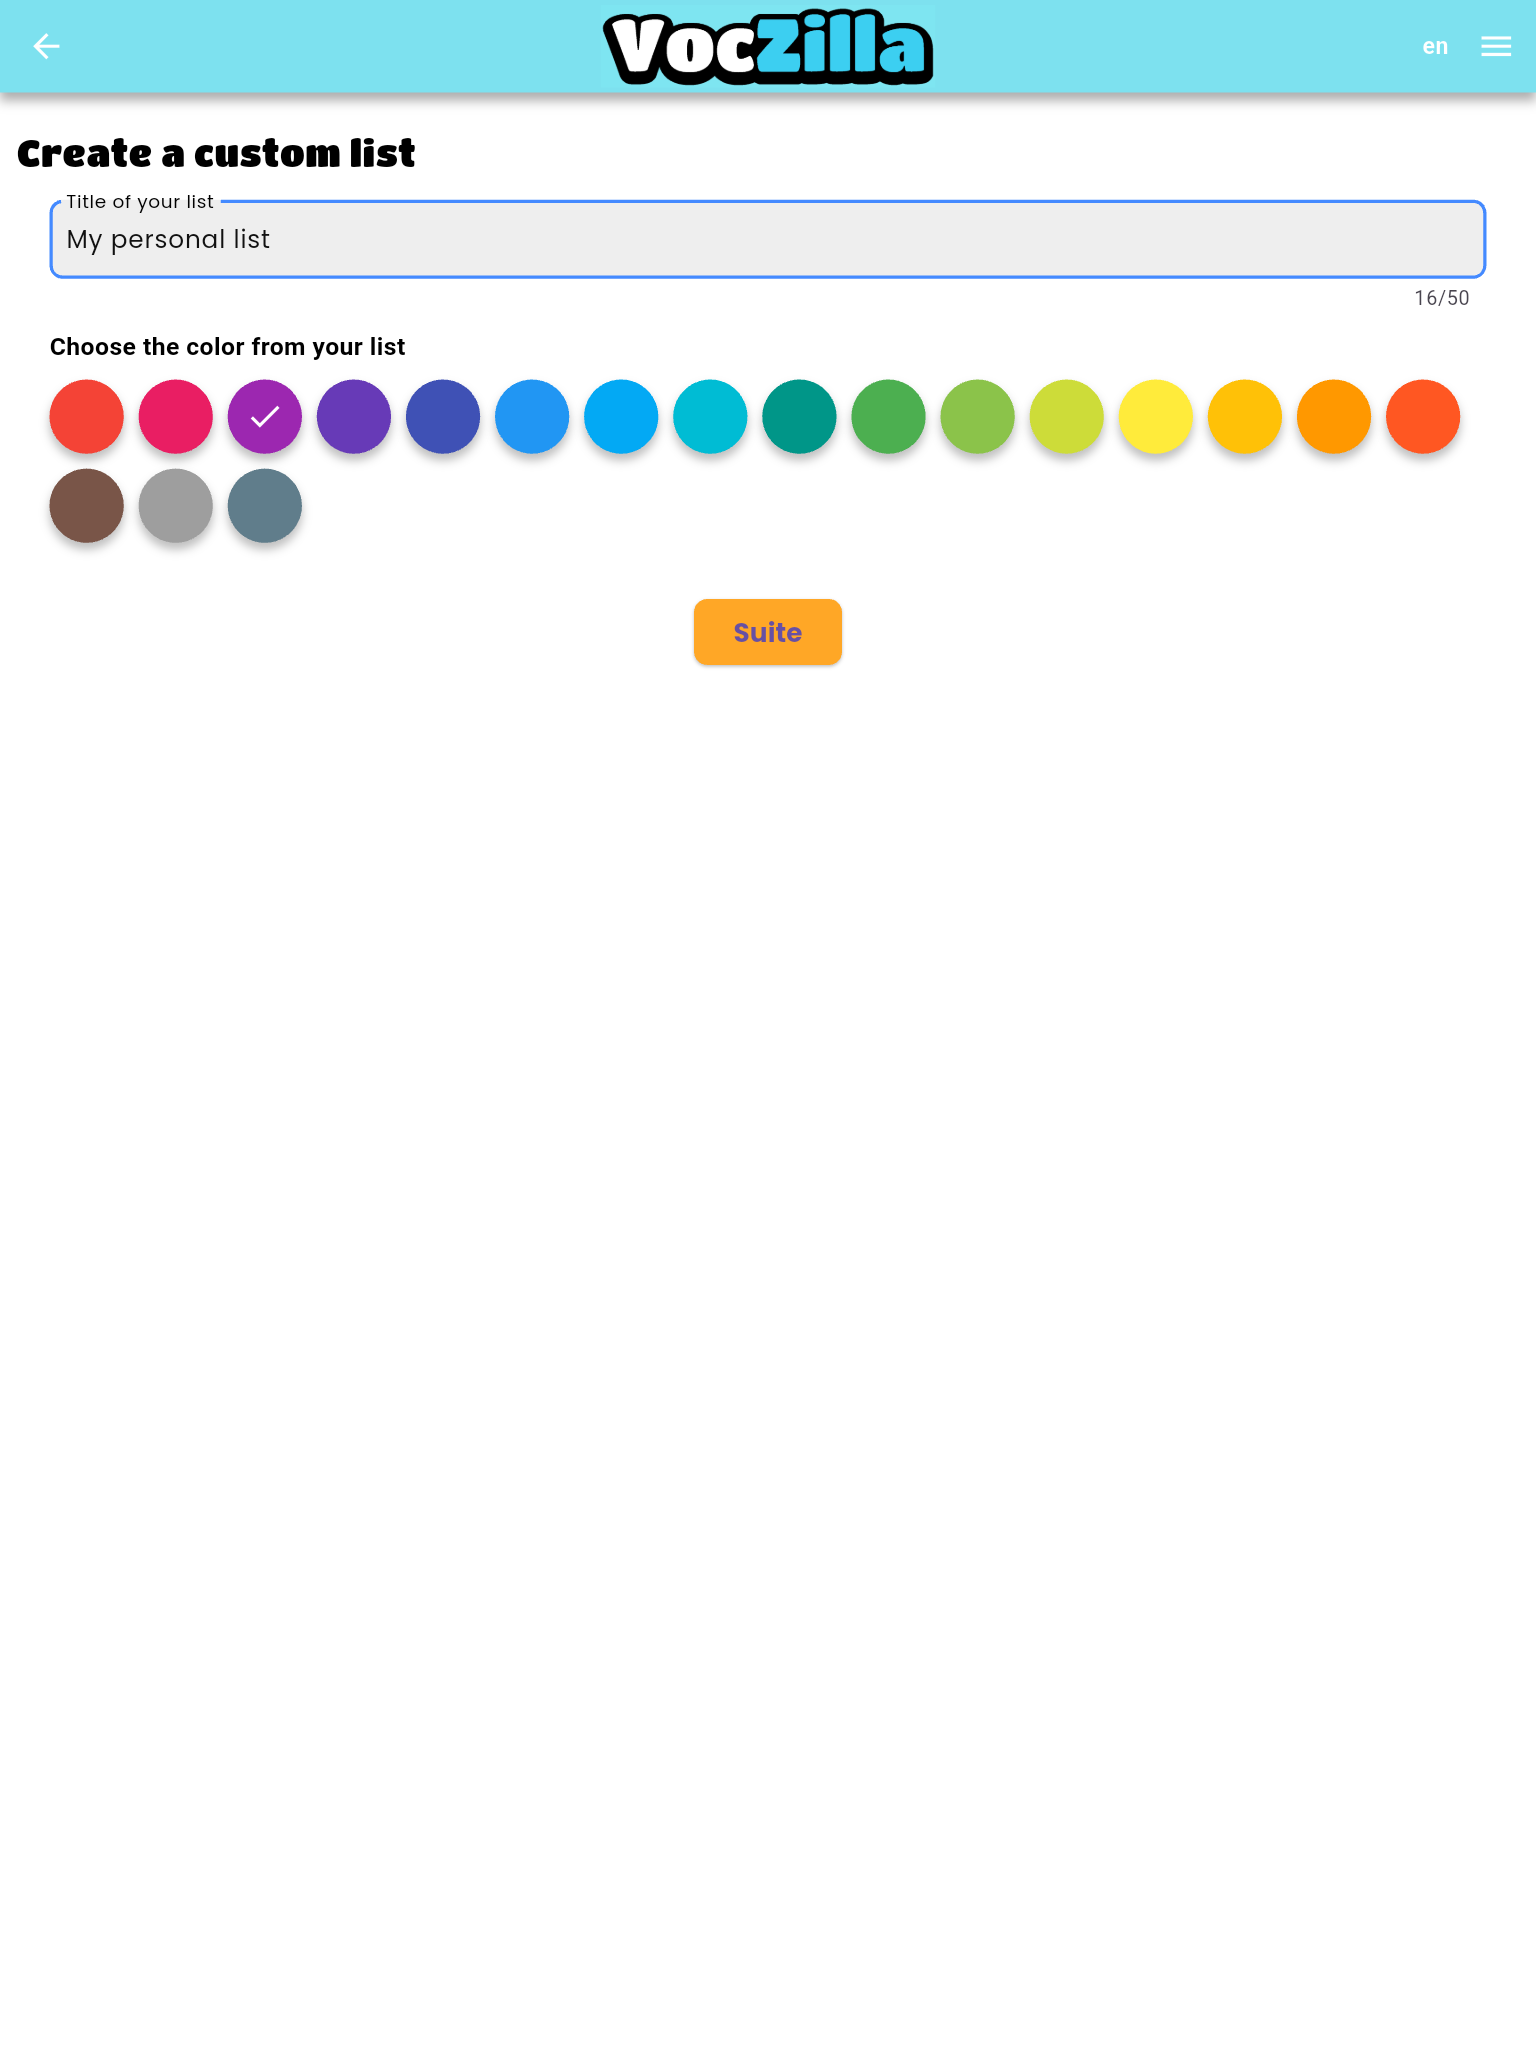 VocZilla
en
Create a custom list
Title of your list
My personal list
16/50
Choose the color from your list
Suite